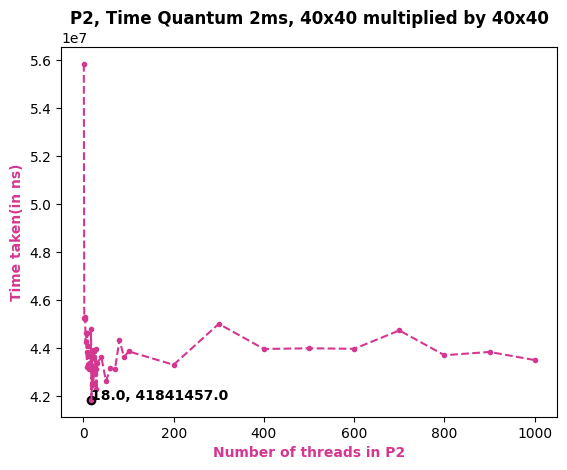 P2, Time Quantum 2ms, 40x40 multiplied by 40x40
1e7
5.6
5.4
5.2
5.0
4.8
4.6
4.4
4.2
Time taken(in ns)
18.0, 41841457.0
0 200 400 600 800 1000
Number of threads in P2